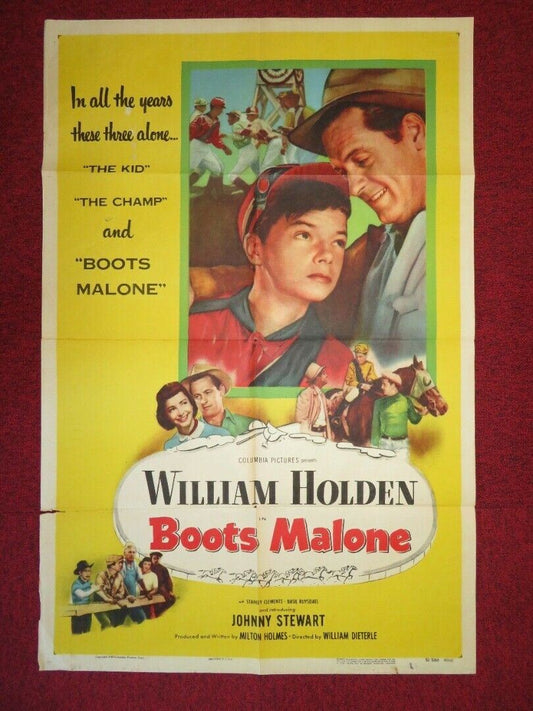 In all the years
these three alone...
"THE KID"
"THE CHAMP"
and
"BOOTS
MALONE"
COLUMBIA PICTURES presents
WILLIAM HOLDEN
IN
Boots Malone
with STANLEY CLEMENTS • BASIL RUYSDAEL
and introducing
JOHNNY STEWART
Produced and Written by MILTON HOLMES • Directed by WILLIAM DIETERLE